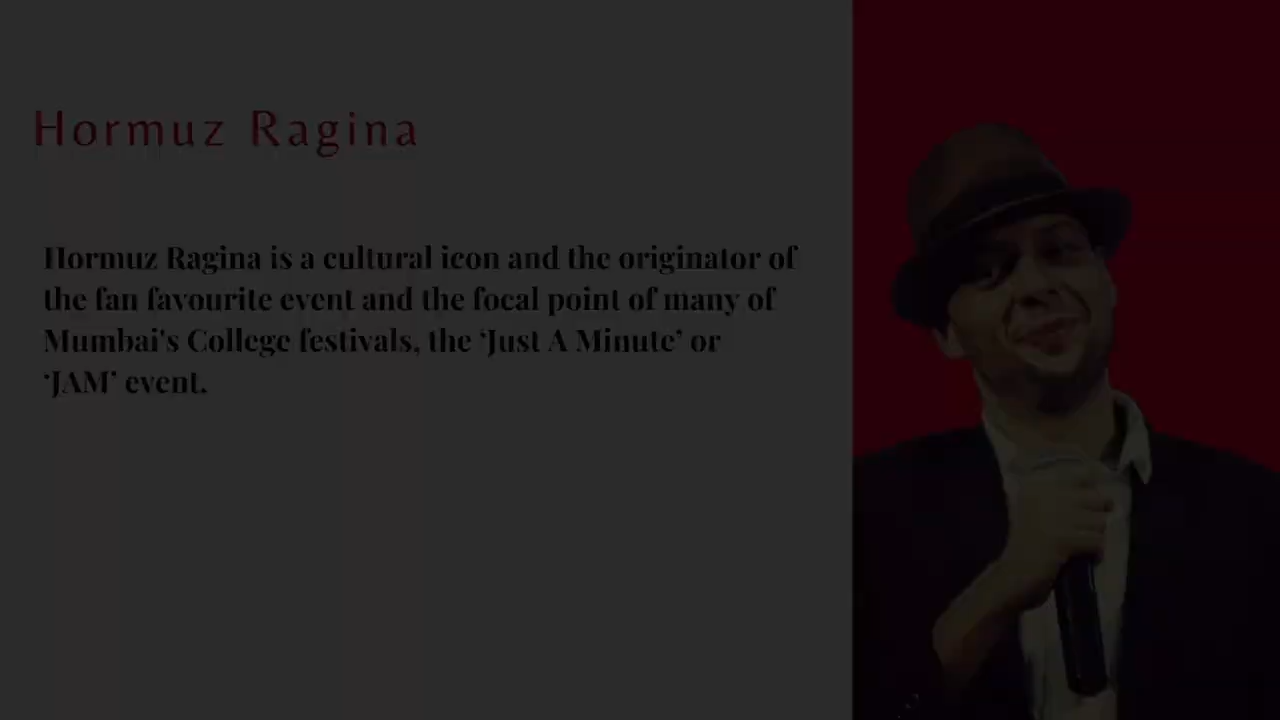 Hormuz Ragina
Hormuz Ragina is a cultural icon and the originator of
the fan favourite event and the focal point of many of
Mumbai's College festivals, the ‘Just A Minute’ or
‘JAM’ event.